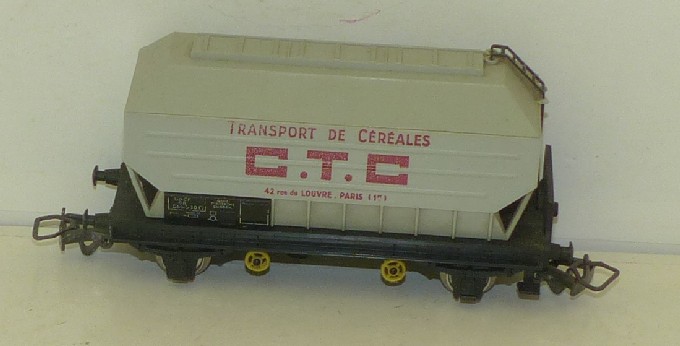 TRANSPORT DE CÉRÉALES
C.T.C
42 rue du LOUVRE. PARIS (1er)